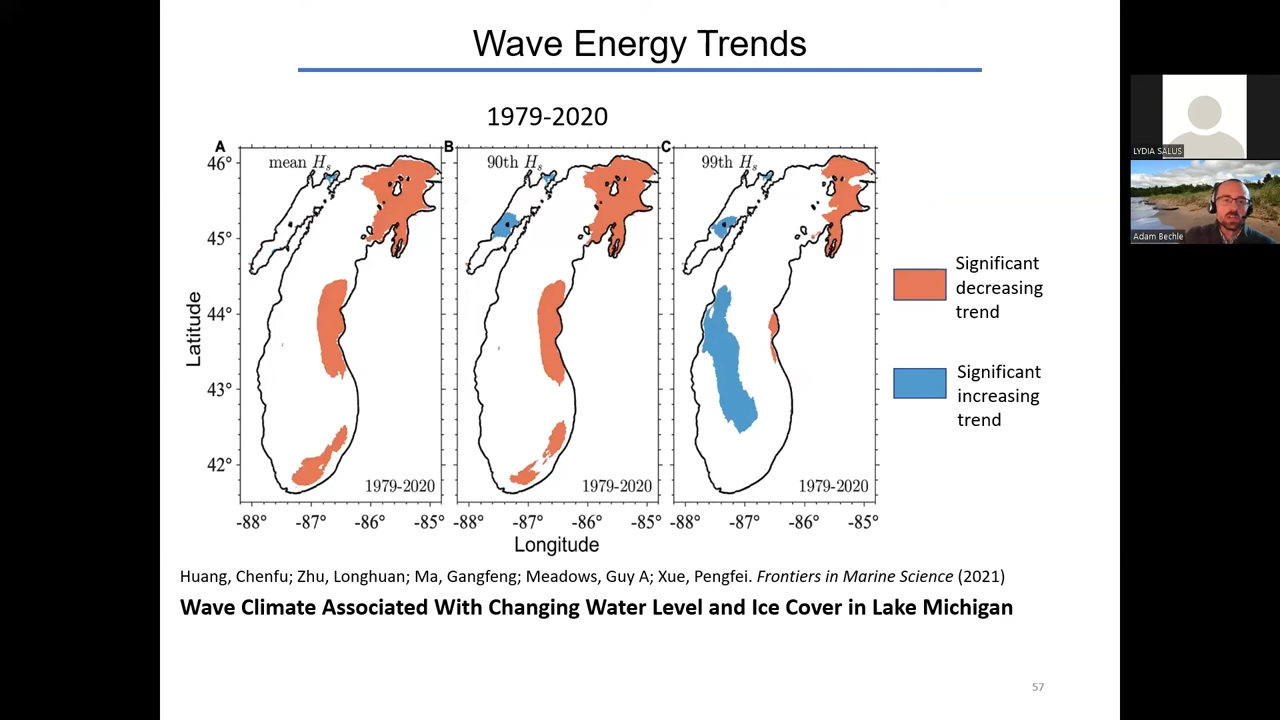 Wave Energy Trends
1979-2020
A
mean Hs
B
90th Hs
C
99th Hs
46°
45°
44°
43°
42°
Latitude
1979-2020
1979-2020
1979-2020
-88° -87° -86° -85° -88° -87° -86° -85° -88° -87° -86° -85°
Longitude
Significant
decreasing
trend
Significant
increasing
trend
Huang, Chenfu; Zhu, Longhuan; Ma, Gangfeng; Meadows, Guy A; Xue, Pengfei. Frontiers in Marine Science (2021)
Wave Climate Associated With Changing Water Level and Ice Cover in Lake Michigan
57
LYDIA SALUS
Adam Bechle